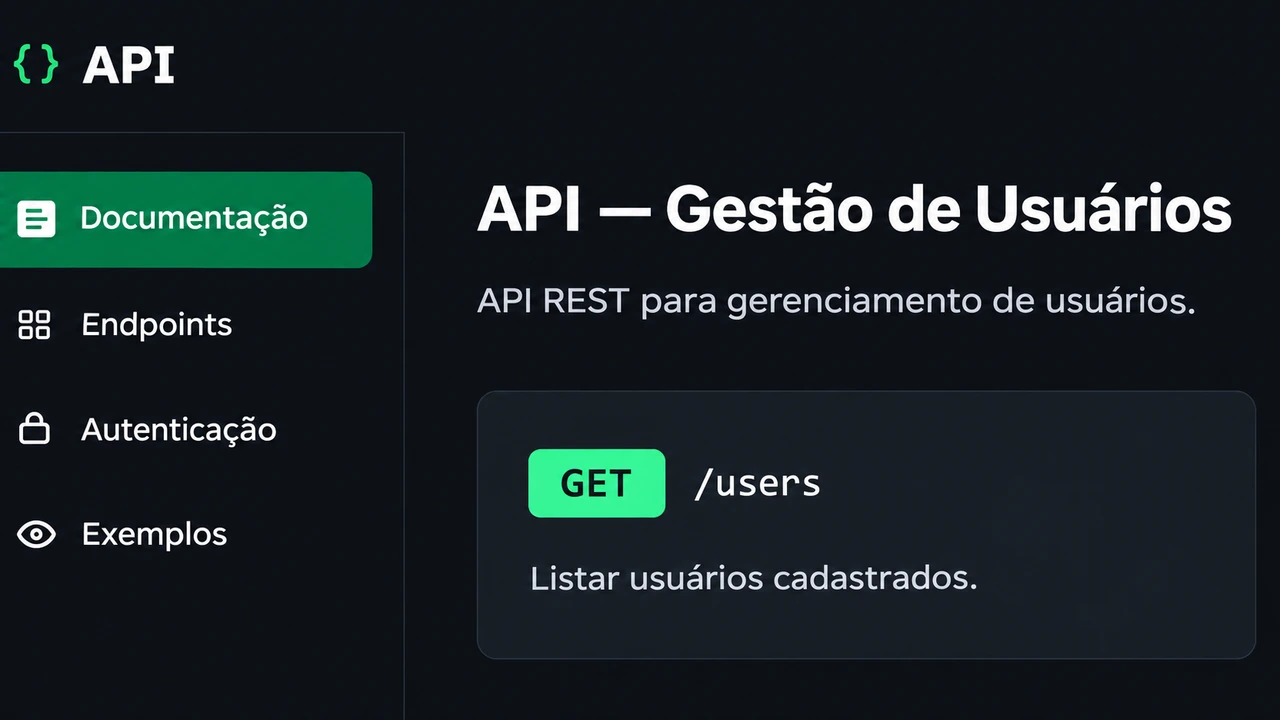 { } API
Documentação
Endpoints
Autenticação
Exemplos
API — Gestão de Usuários
API REST para gerenciamento de usuários.
GET /users
Listar usuários cadastrados.